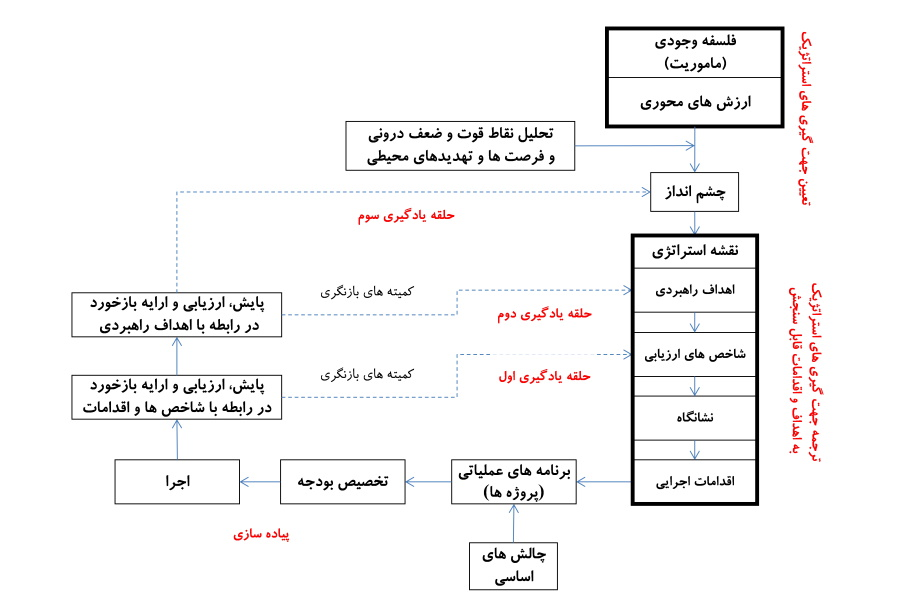 فلسفه وجودی
(ماموریت)
ارزش های محوری
تعیین جهت گیری های استراتژیک
تحلیل نقاط قوت و ضعف درونی
و فرصت ها و تهدیدهای محیطی
چشم انداز
حلقه یادگیری سوم
نقشه استراتژی
اهداف راهبردی
شاخص های ارزیابی
نشانگاه
اقدامات اجرایی
ترجمه جهت گیری های استراتژیک
به اهداف و اقدامات قابل سنجش
کمیته های بازنگری
حلقه یادگیری دوم
پایش، ارزیابی و ارایه بازخورد
در رابطه با اهداف راهبردی
کمیته های بازنگری
حلقه یادگیری اول
پایش، ارزیابی و ارایه بازخورد
در رابطه با شاخص ها و اقدامات
برنامه های عملیاتی
(پروژه ها)
تخصیص بودجه
اجرا
پیاده سازی
چالش های
اساسی